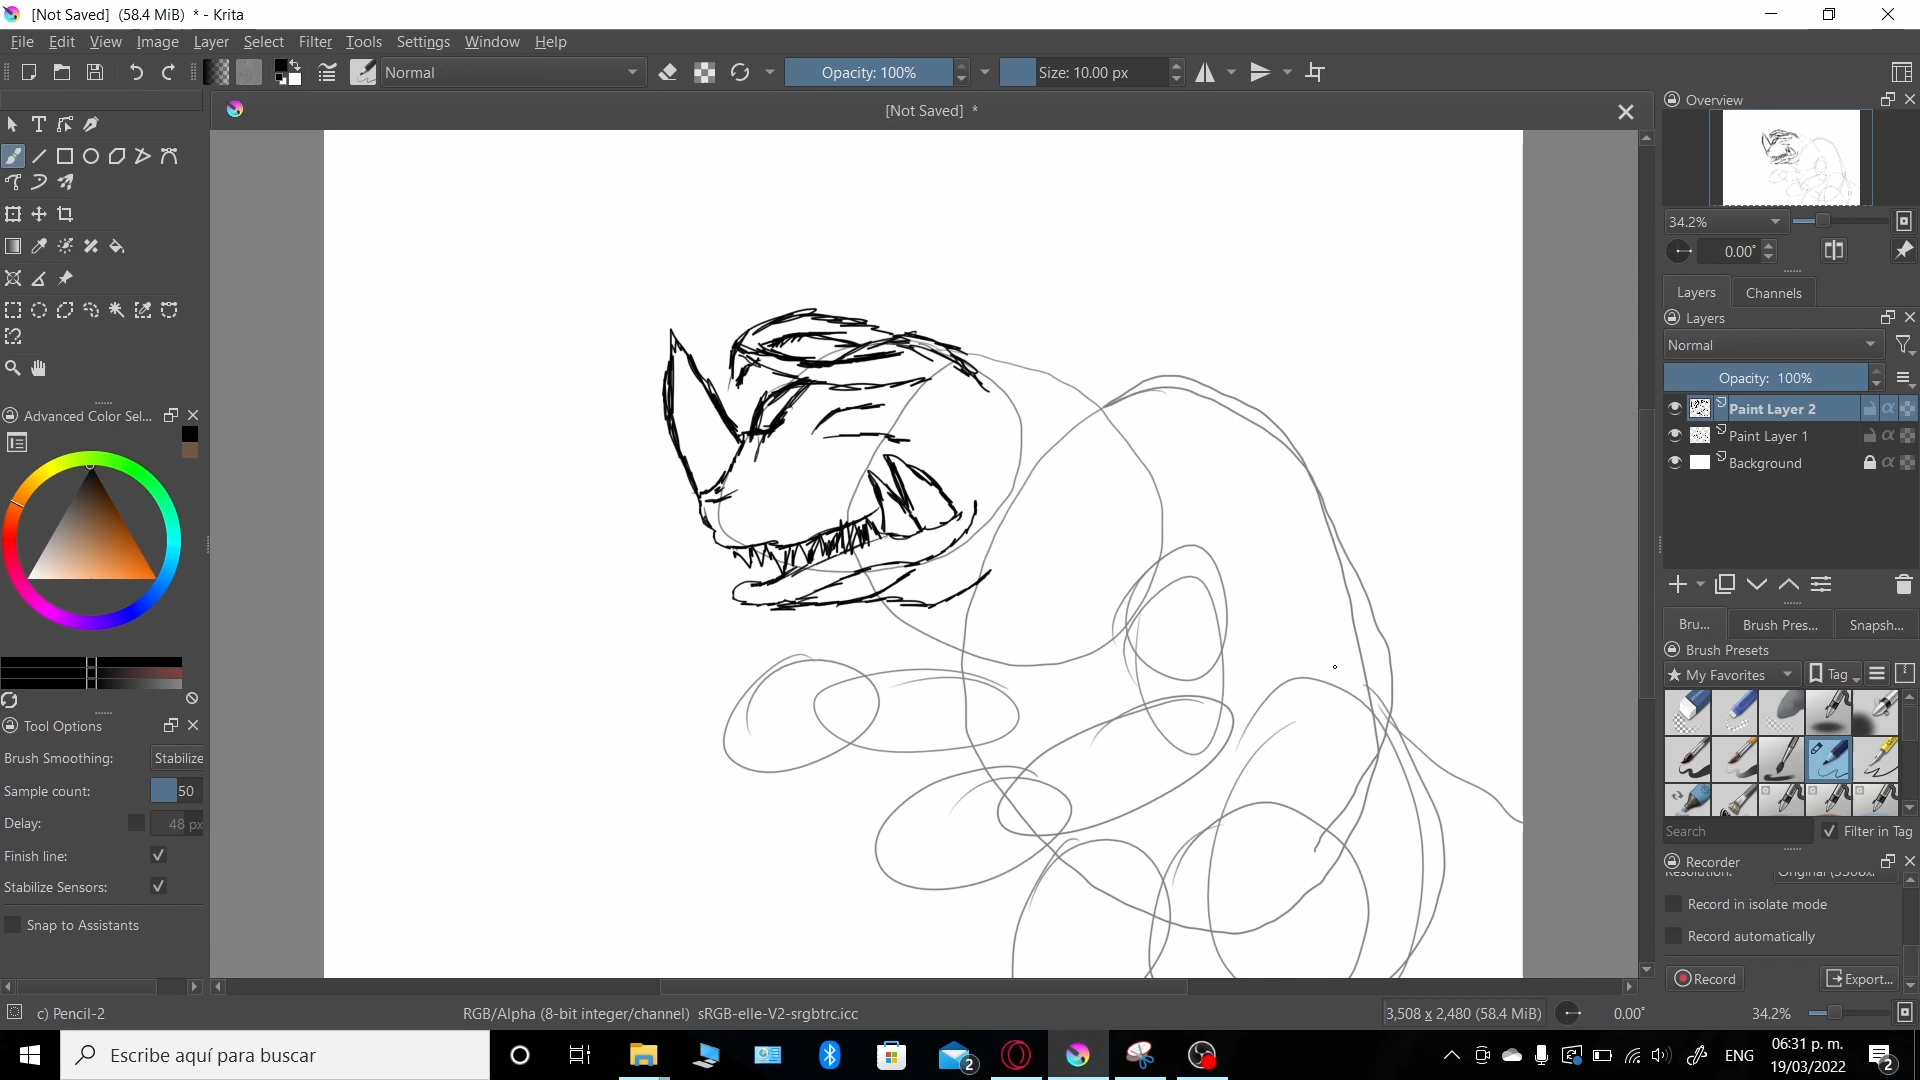 [Not Saved]  (58.4 MiB)  * - Krita
File Edit View Image Layer Select Filter Tools Settings Window Help
Normal Opacity: 100% Size: 10.00 px
[Not Saved]  *
Overview
34.2%
0.00°
Layers Channels
Layers
Normal
Opacity:  100%
Paint Layer 2
Paint Layer 1
Background
Advanced Color Sel...
Bru... Brush Pres... Snapsh...
Brush Presets
My Favorites Tag
Search Filter in Tag
Tool Options
Brush Smoothing: Stabilize
Sample count: 50
Delay: 48 px
Finish line:
Stabilize Sensors:
Snap to Assistants
Recorder
Record in isolate mode
Record automatically
Record Export...
c) Pencil-2 RGB/Alpha (8-bit integer/channel)  sRGB-elle-V2-srgbtrc.icc 3,508 x 2,480 (58.4 MiB) 0.00° 34.2%
Escribe aquí para buscar 2 ENG 06:31 p. m.
19/03/2022 2